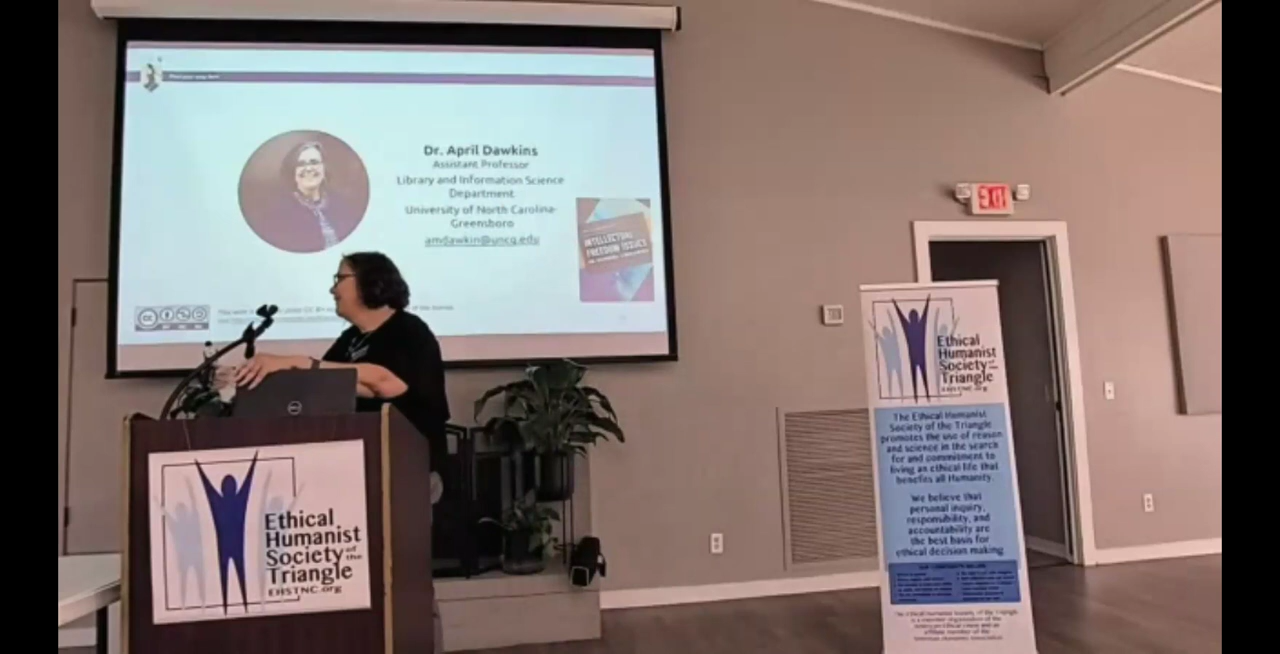 Dr. April Dawkins
Assistant Professor
Library and Information Science
Department
University of North Carolina-
Greensboro
amdawkin@uncg.edu
INTELLECTUAL
FREEDOM ISSUES
DELL
Ethical
Humanist
Society of the
Triangle
EHSTNC.org
Ethical
Humanist
Society of the
Triangle
EHSTNC.org
The Ethical Humanist
Society of the Triangle
promotes the use of reason
and science in the search
for and commitment to
living an ethical life that
benefits all Humanity.
We believe that
personal inquiry,
responsibility, and
accountability are
the best basis for
ethical decision making